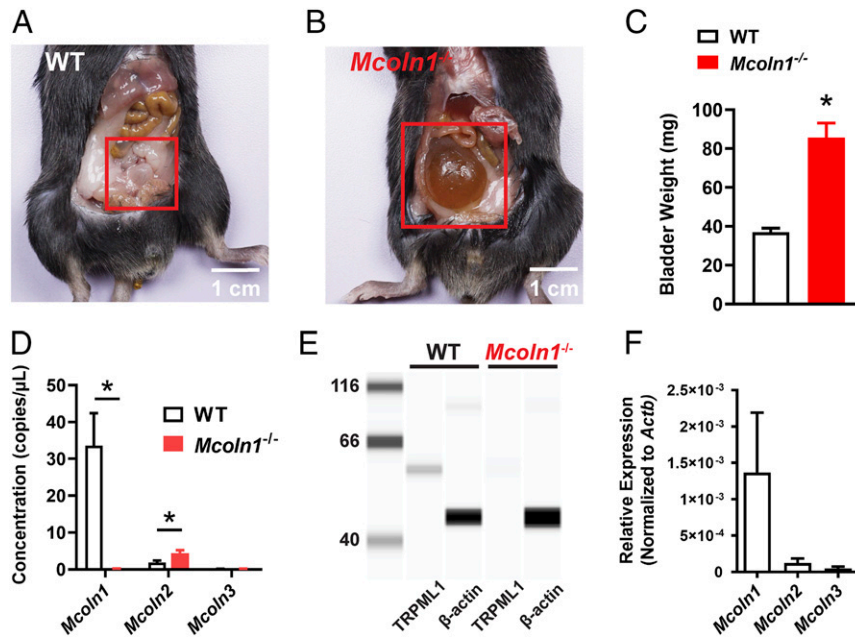 A
WT
1 cm
B
Mcoln1-/-
1 cm
C
WT
Mcoln1-/-
*
Bladder Weight (mg)
100
80
60
40
20
0
D
Concentration (copies/µL)
50
40
30
20
10
0
*
*
WT
Mcoln1-/-
Mcoln1
Mcoln2
Mcoln3
E
WT
Mcoln1-/-
116
66
40
TRPML1
β-actin
TRPML1
β-actin
F
Relative Expression
(Normalized to Actb)
2.5×10⁻³
2×10⁻³
1×10⁻³
1×10⁻³
5×10⁻⁴
0
Mcoln1
Mcoln2
Mcoln3